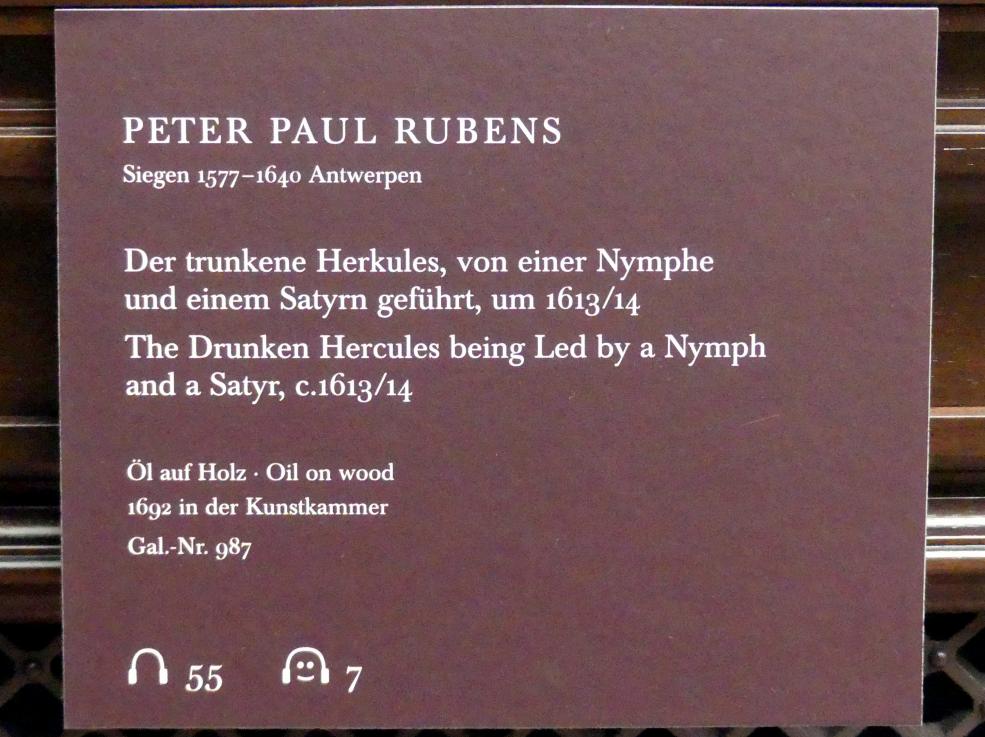 PETER PAUL RUBENS
Siegen 1577–1640 Antwerpen
Der trunkene Herkules, von einer Nymphe
und einem Satyrn geführt, um 1613/14
The Drunken Hercules being Led by a Nymph
and a Satyr, c.1613/14
Öl auf Holz · Oil on wood
1692 in der Kunstkammer
Gal.-Nr. 987
55 7